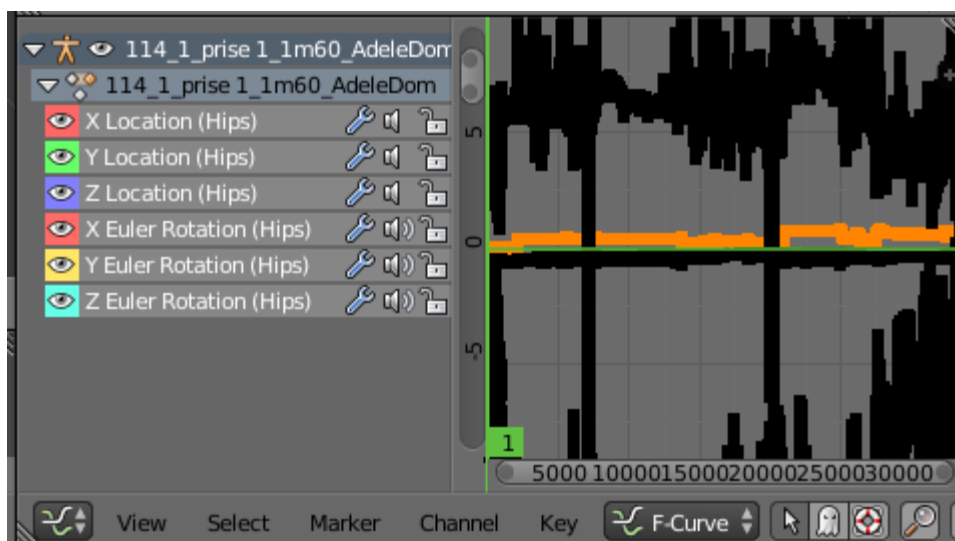 114_1_prise 1_1m60_AdeleDom
114_1_prise 1_1m60_AdeleDom
X Location (Hips)
Y Location (Hips)
Z Location (Hips)
X Euler Rotation (Hips)
Y Euler Rotation (Hips)
Z Euler Rotation (Hips)
5
0
-5
1
5000 10000 15000 20000 25000 30000
View Select Marker Channel Key F-Curve